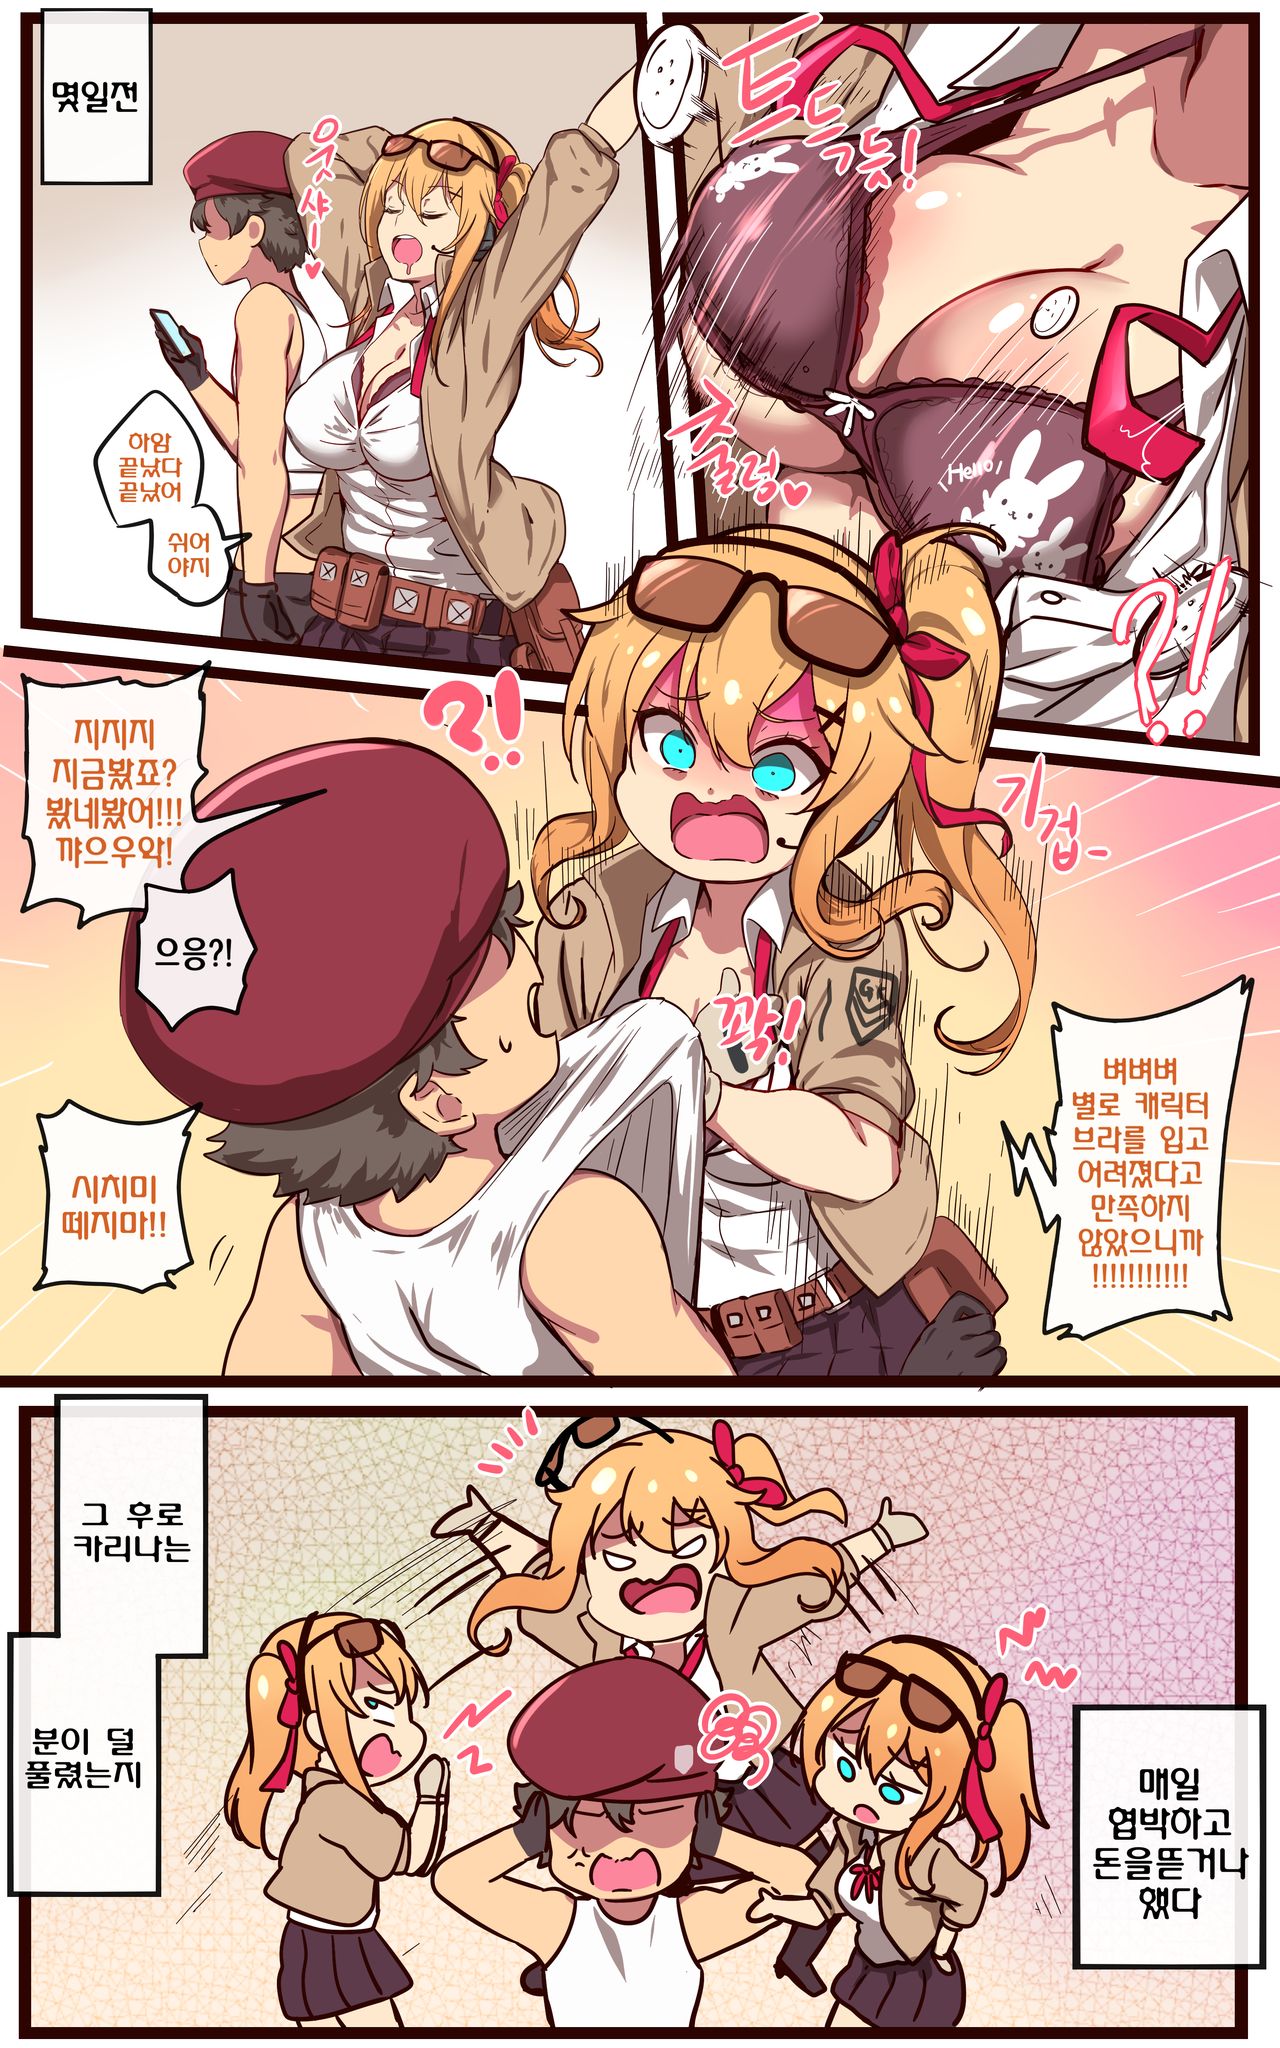 몇일전
읏
샤ー♥
하암
끝났다
끝났어
쉬어
야지
트드득
듯!
출렁♥
Hello!
?!
?!
지지지
지금봤죠?
봤네봤어!!!
꺄으우악!
으응?!
기겁-
GK
꽉!
시치미
떼지마!!
벼벼벼
별로 캐릭터
브라를 입고
어려졌다고
만족하지
않았으니까
!!!!!!!!!!!
그 후로
카리나는
분이 덜
풀렸는지
매일
협박하고
돈을뜯거나
했다